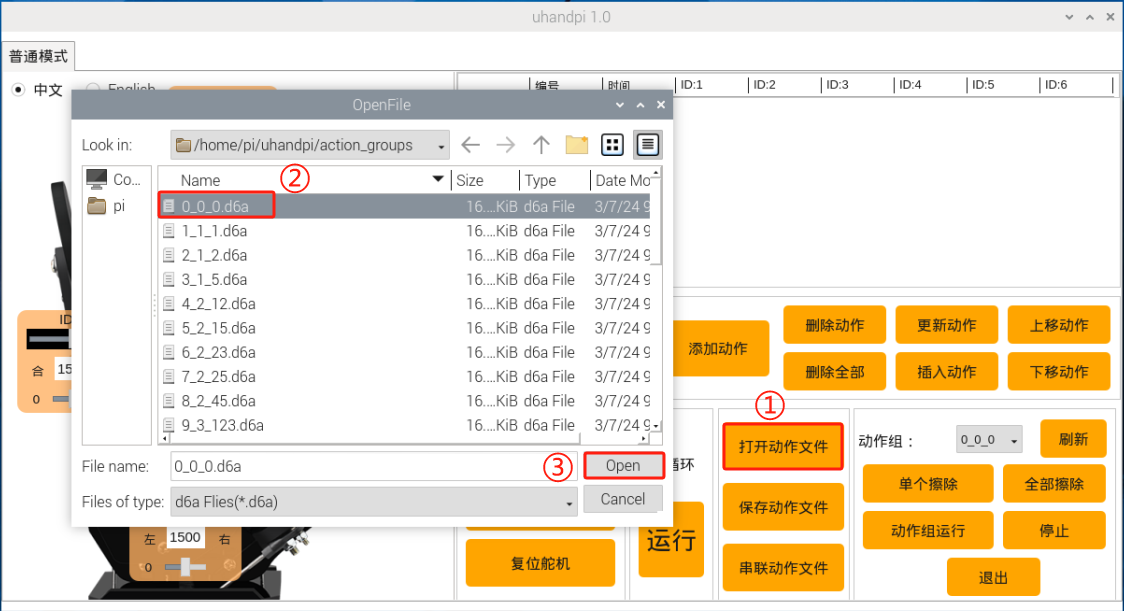 uhandpi 1.0
普通模式
中文 English
编号 时间 ID:1 ID:2 ID:3 ID:4 ID:5 ID:6
OpenFile
Look in: /home/pi/uhandpi/action_groups
Co...
pi
② 
Name Size Type Date Mo
0_0_0.d6a 16....KiB d6a File 3/7/24 9
1_1_1.d6a 16....KiB d6a File 3/7/24 9
2_1_2.d6a 16....KiB d6a File 3/7/24 9
3_1_5.d6a 16....KiB d6a File 3/7/24 9
4_2_12.d6a 16....KiB d6a File 3/7/24 9
5_2_15.d6a 16....KiB d6a File 3/7/24 9
6_2_23.d6a 16....KiB d6a File 3/7/24 9
7_2_25.d6a 16....KiB d6a File 3/7/24 9
8_2_45.d6a 16....KiB d6a File 3/7/24 9
9_3_123.d6a 16....KiB d6a File 3/7/24 9
File name: 0_0_0.d6a ③ Open
Files of type: d6a Flies(*.d6a) Cancel
ID
合 15
0
左 1500 右
0
添加动作
删除动作 更新动作 上移动作
删除全部 插入动作 下移动作
①
循环
运行
复位舵机
打开动作文件
保存动作文件
串联动作文件
动作组： 0_0_0 刷新
单个擦除 全部擦除
动作组运行 停止
退出